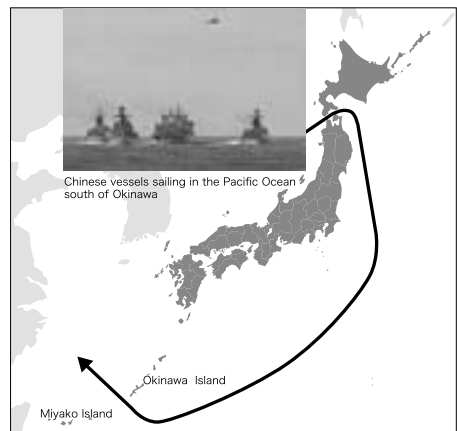 Chinese vessels sailing in the Pacific Ocean
south of Okinawa
Okinawa Island
Miyako Island